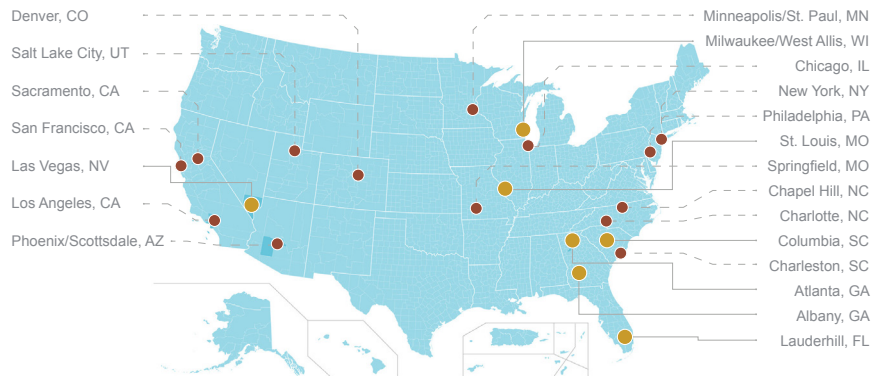 Denver, CO
Salt Lake City, UT
Sacramento, CA
San Francisco, CA
Las Vegas, NV
Los Angeles, CA
Phoenix/Scottsdale, AZ
Minneapolis/St. Paul, MN
Milwaukee/West Allis, WI
Chicago, IL
New York, NY
Philadelphia, PA
St. Louis, MO
Springfield, MO
Chapel Hill, NC
Charlotte, NC
Columbia, SC
Charleston, SC
Atlanta, GA
Albany, GA
Lauderhill, FL